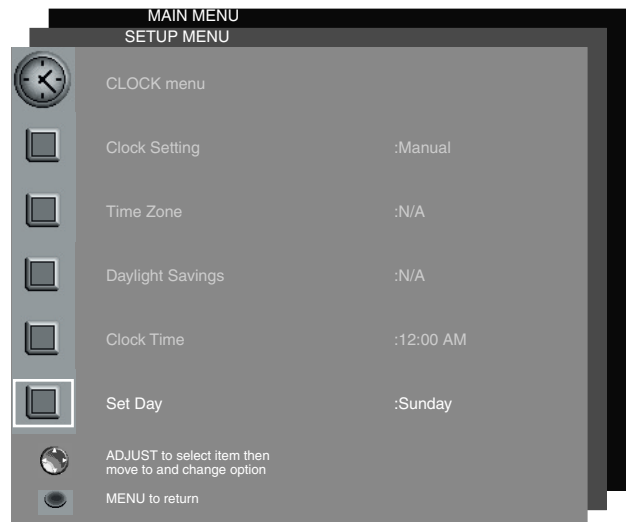 MAIN MENU
SETUP MENU
CLOCK menu
Clock Setting :Manual
Time Zone :N/A
Daylight Savings :N/A
Clock Time :12:00 AM
Set Day :Sunday
ADJUST to select item then
move to and change option
MENU to return